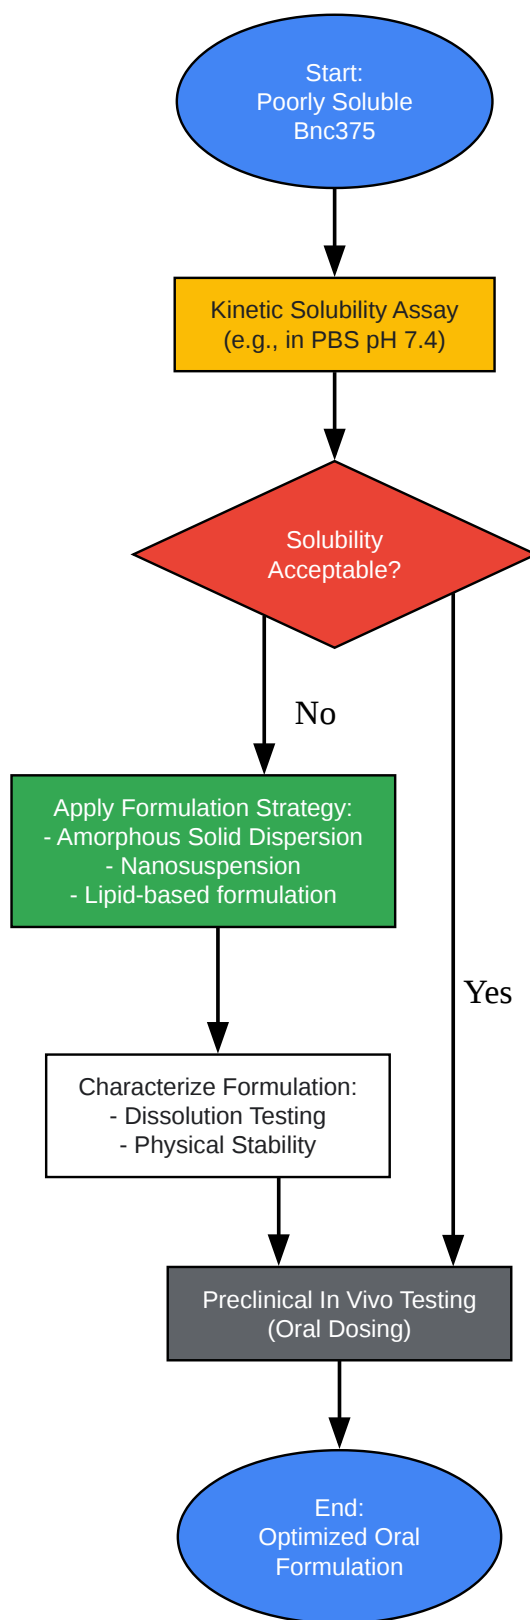 Start:
Poorly Soluble
Bnc375
Kinetic Solubility Assay
(e.g., in PBS pH 7.4)
Solubility
Acceptable?
No
Apply Formulation Strategy:
- Amorphous Solid Dispersion
- Nanosuspension
- Lipid-based formulation
Yes
Characterize Formulation:
- Dissolution Testing
- Physical Stability
Preclinical In Vivo Testing
(Oral Dosing)
End:
Optimized Oral
Formulation